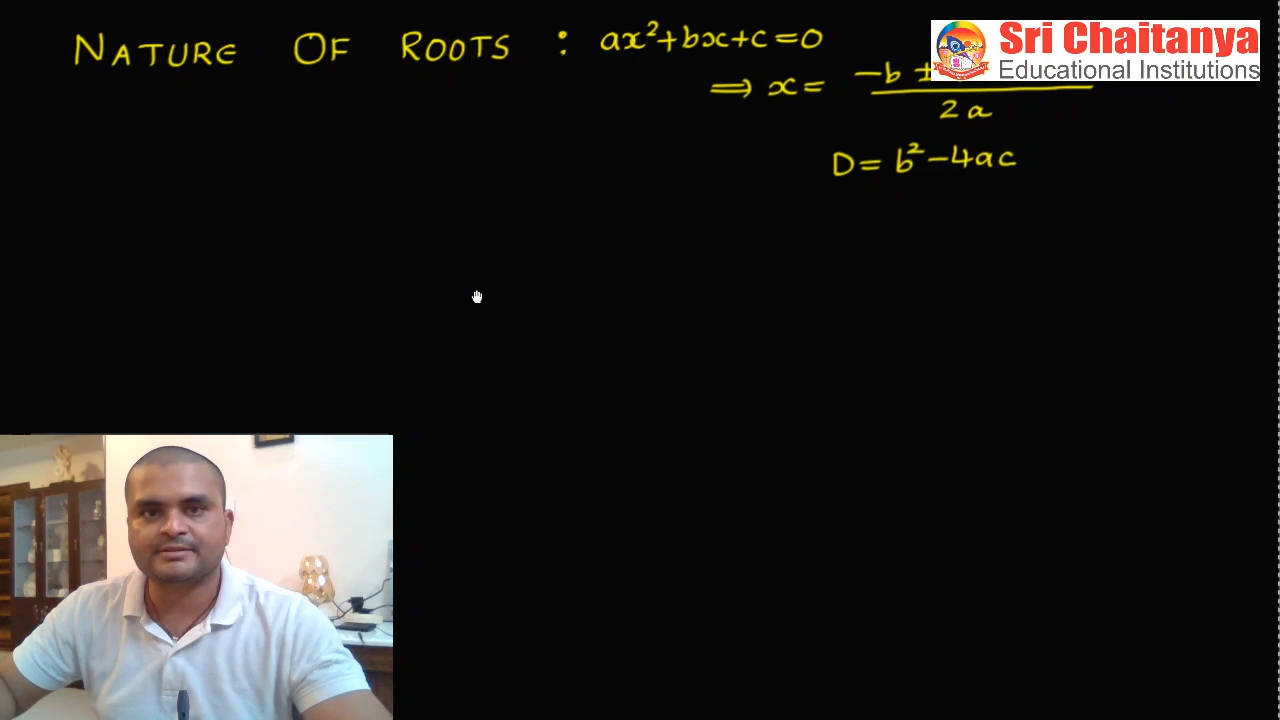 NATURE OF ROOTS : ax²+bx+c=0
Sri Chaitanya
Educational Institutions
⟹ x = −b ±
2a
D = b²−4ac